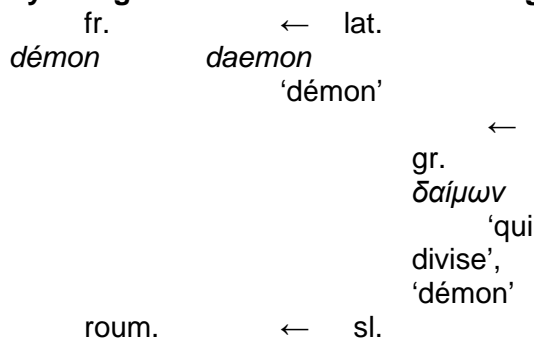 fr. ← lat.
démon daemon
‘démon’
←
gr.
δαίμων
‘qui
divise’,
‘démon’
roum. ← sl.